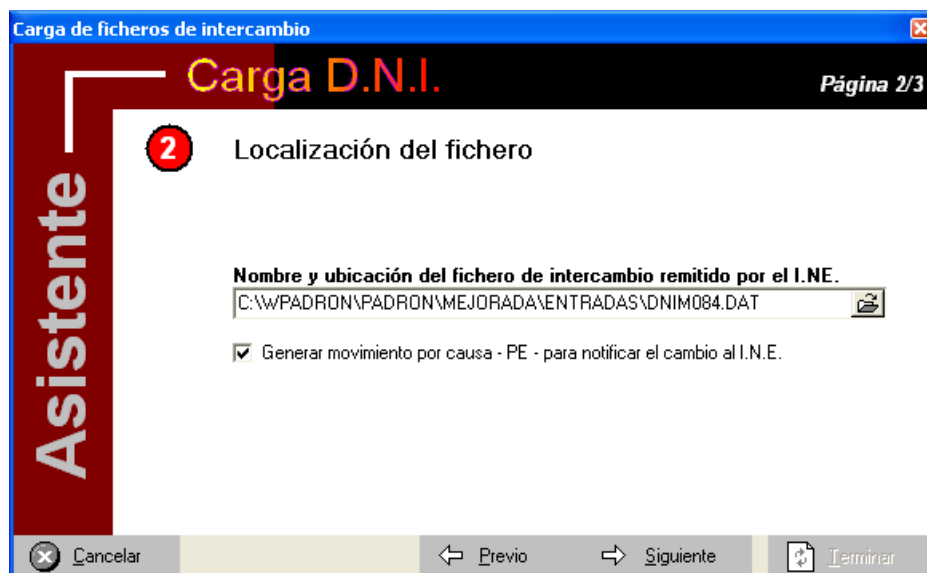 Carga de ficheros de intercambio
Carga D.N.I.
Página 2/3
Asistente
2
Localización del fichero
Nombre y ubicación del fichero de intercambio remitido por el I.NE.
C:\WPADRON\PADRON\MEJORADA\ENTRADAS\DNIM084.DAT
Generar movimiento por causa - PE - para notificar el cambio al I.N.E.
Cancelar
Previo
Siguiente
Terminar